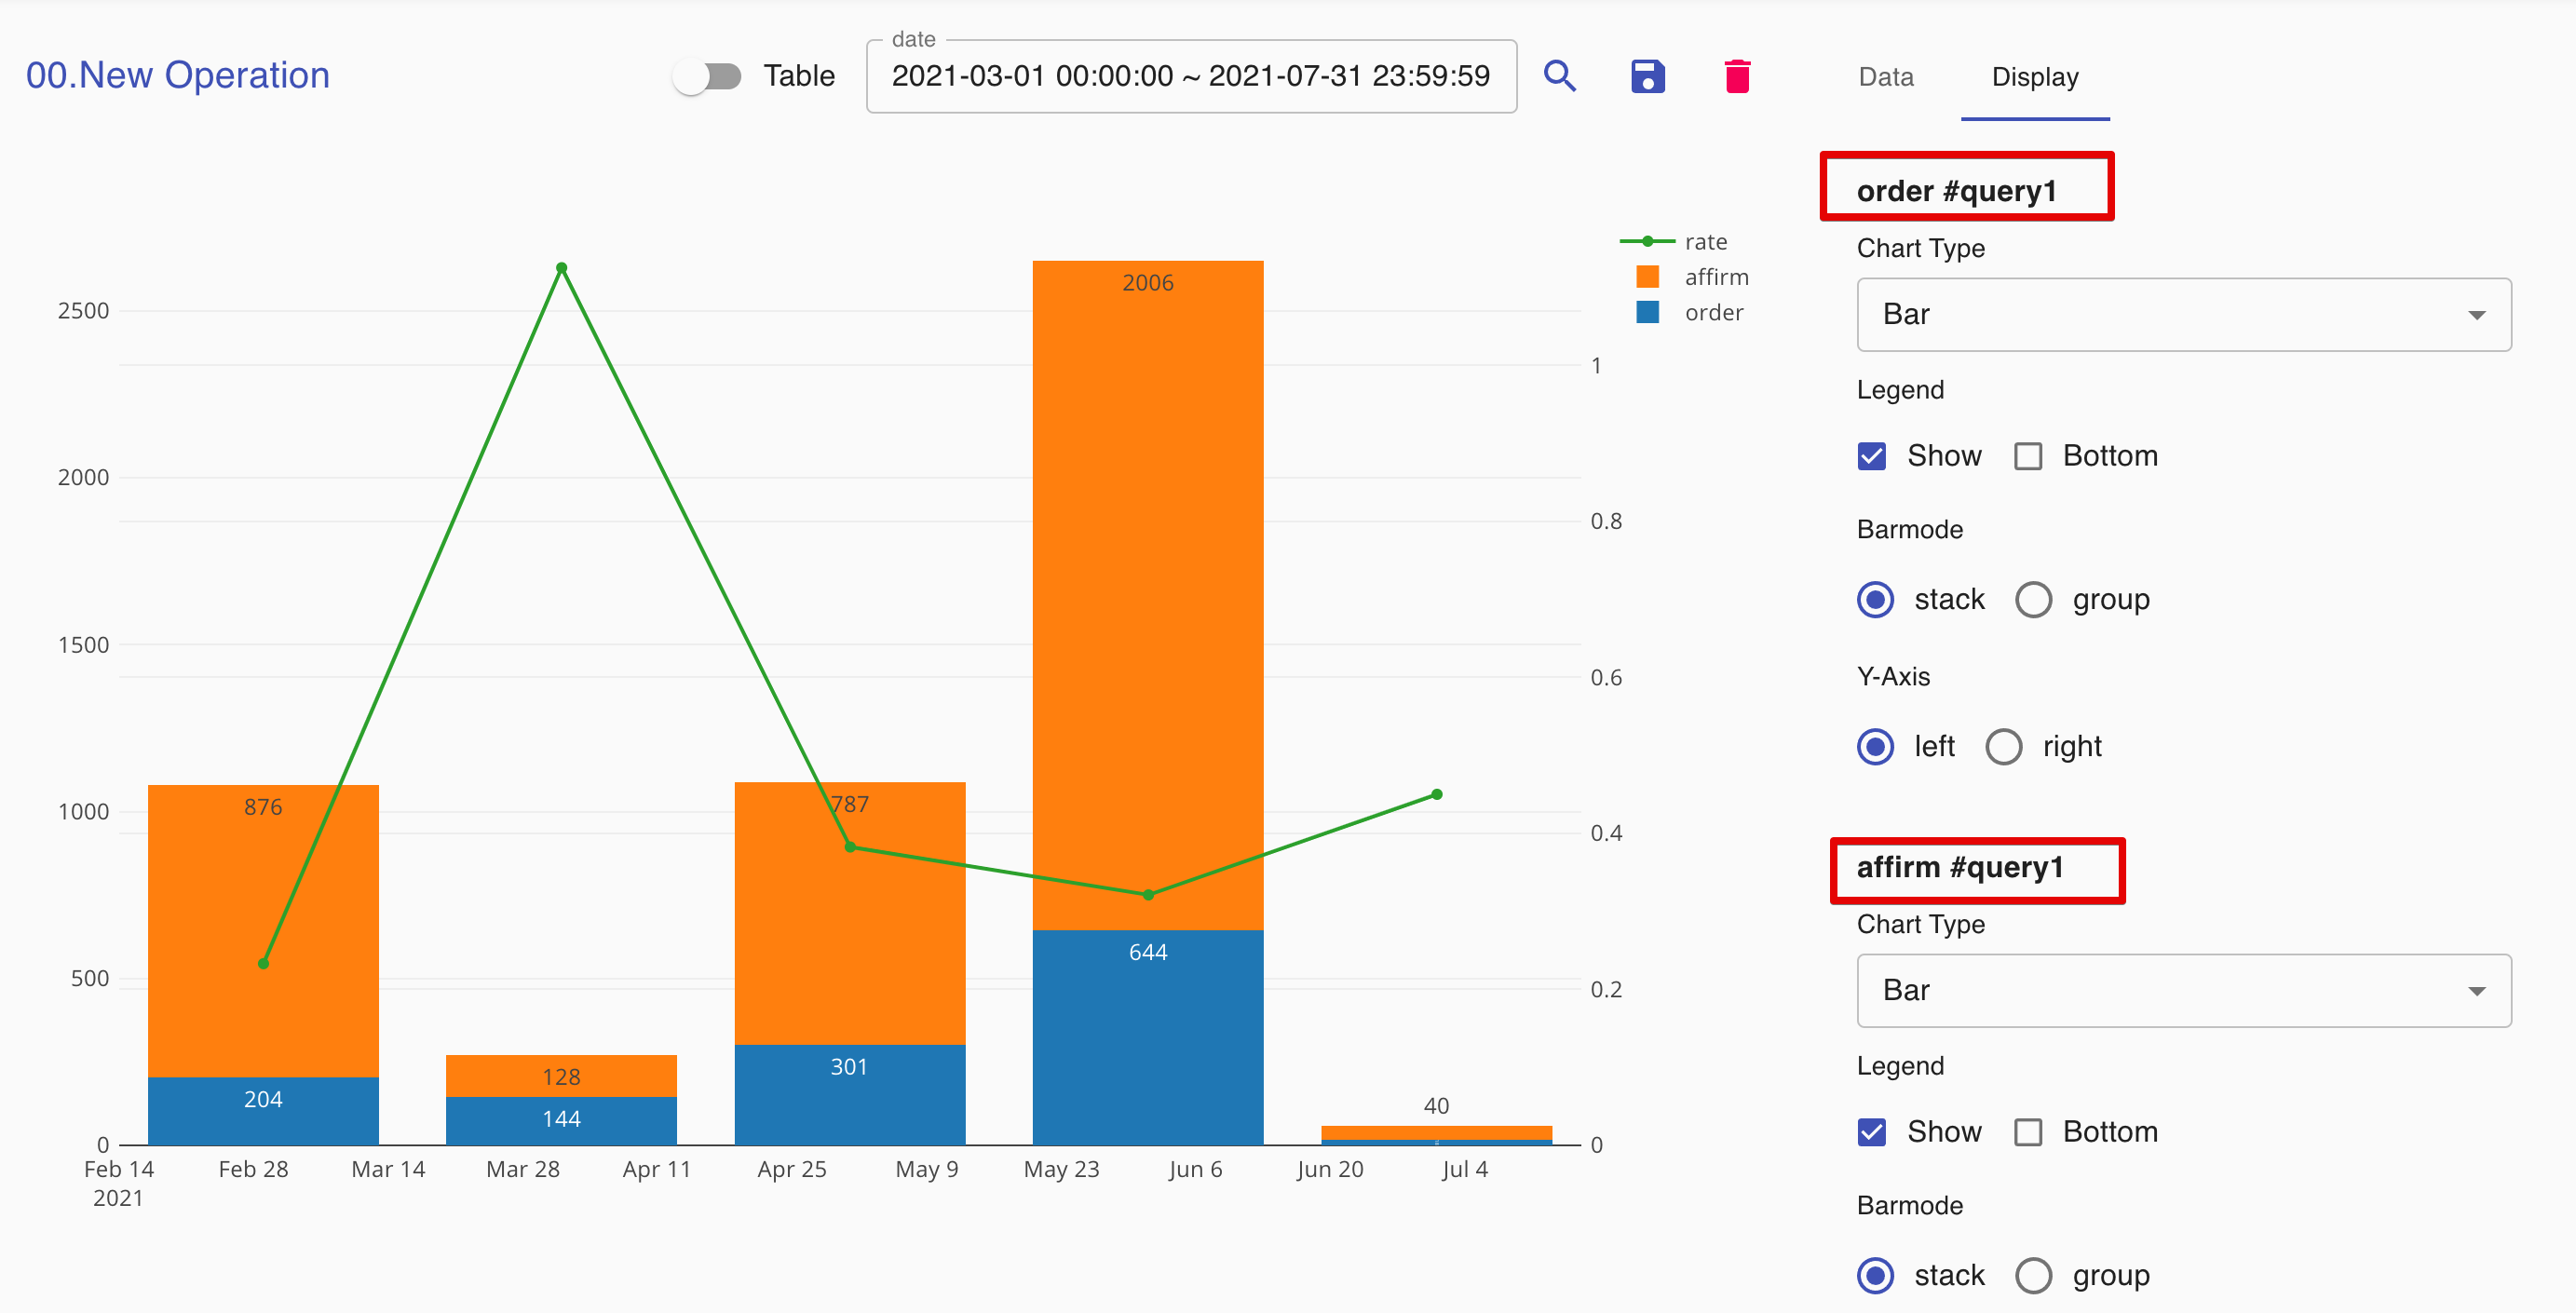 00.New Operation
Table
date
2021-03-01 00:00:00 ~ 2021-07-31 23:59:59
Data
Display
rate
affirm
order
2500
2000
1500
1000
500
0
1
0.8
0.6
0.4
0.2
0
876
204
128
144
787
301
2006
644
40
Feb 14
2021
Feb 28
Mar 14
Mar 28
Apr 11
Apr 25
May 9
May 23
Jun 6
Jun 20
Jul 4
order #query1
Chart Type
Bar
Legend
Show Bottom
Barmode
stack group
Y-Axis
left right
affirm #query1
Chart Type
Bar
Legend
Show Bottom
Barmode
stack group